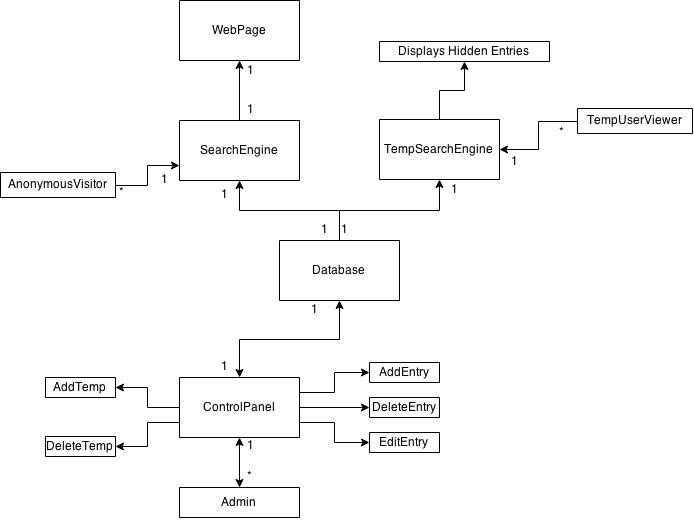 WebPage
Displays Hidden Entries
1
1
TempUserViewer
*
SearchEngine
TempSearchEngine
1
AnonymousVisitor
*
1
1
1
1 1
Database
1
1
AddTemp
AddEntry
ControlPanel
DeleteEntry
DeleteTemp
EditEntry
1
*
Admin